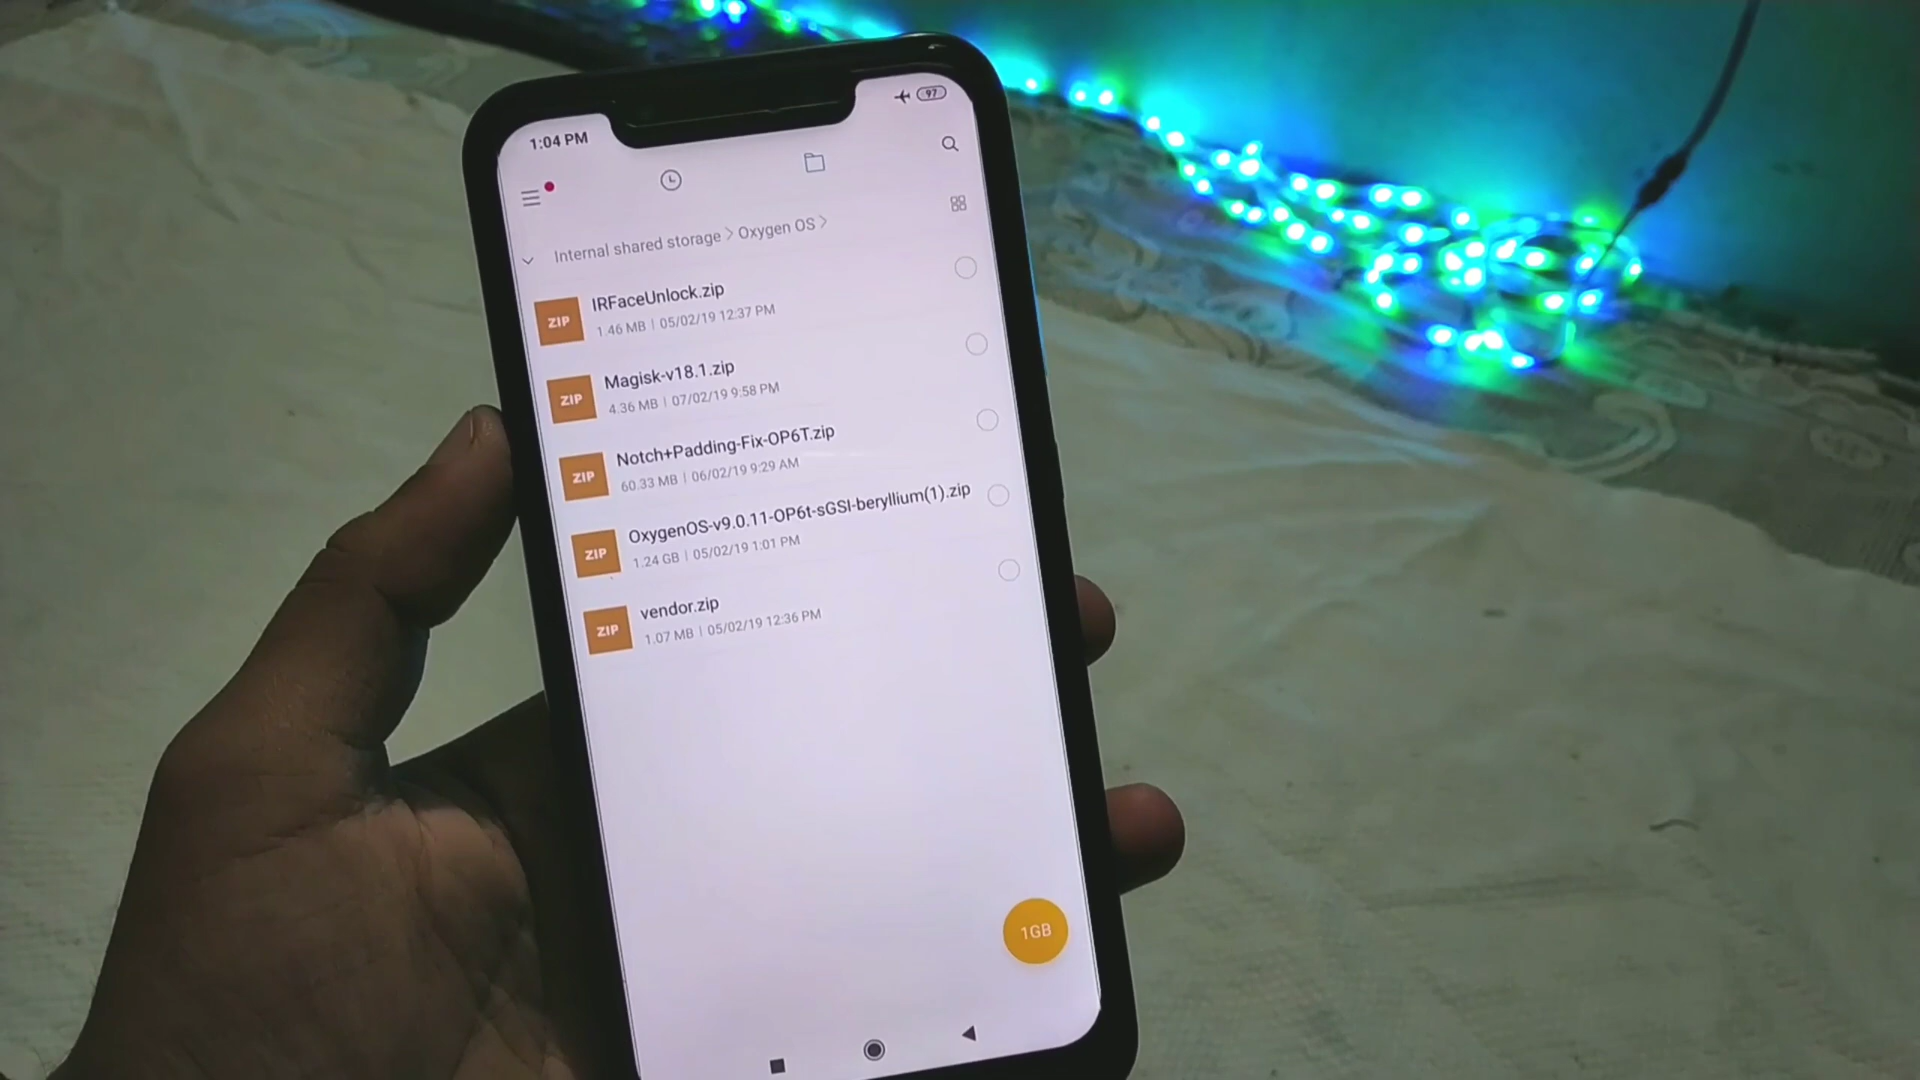 1:04 PM
97
Internal shared storage > Oxygen OS >
ZIP
IRFaceUnlock.zip
1.46 MB | 05/02/19 12:37 PM
ZIP
Magisk-v18.1.zip
4.36 MB | 07/02/19 9:58 PM
ZIP
Notch+Padding-Fix-OP6T.zip
60.33 MB | 06/02/19 9:29 AM
ZIP
OxygenOS-v9.0.11-OP6t-sGSI-beryllium(1).zip
1.24 GB | 05/02/19 1:01 PM
ZIP
vendor.zip
1.07 MB | 05/02/19 12:36 PM
1GB